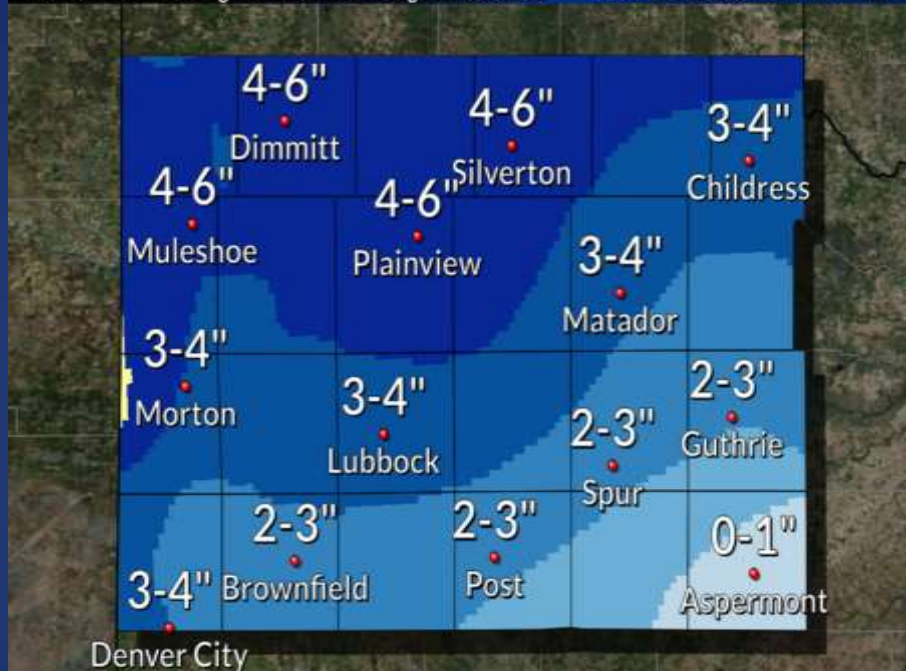 4-6"
Dimmitt
4-6"
Silverton
3-4"
Childress
4-6"
Muleshoe
4-6"
Plainview
3-4"
Matador
3-4"
Morton
3-4"
Lubbock
2-3"
Spur
2-3"
Guthrie
2-3"
Brownfield
2-3"
Post
0-1"
Aspermont
3-4"
Denver City